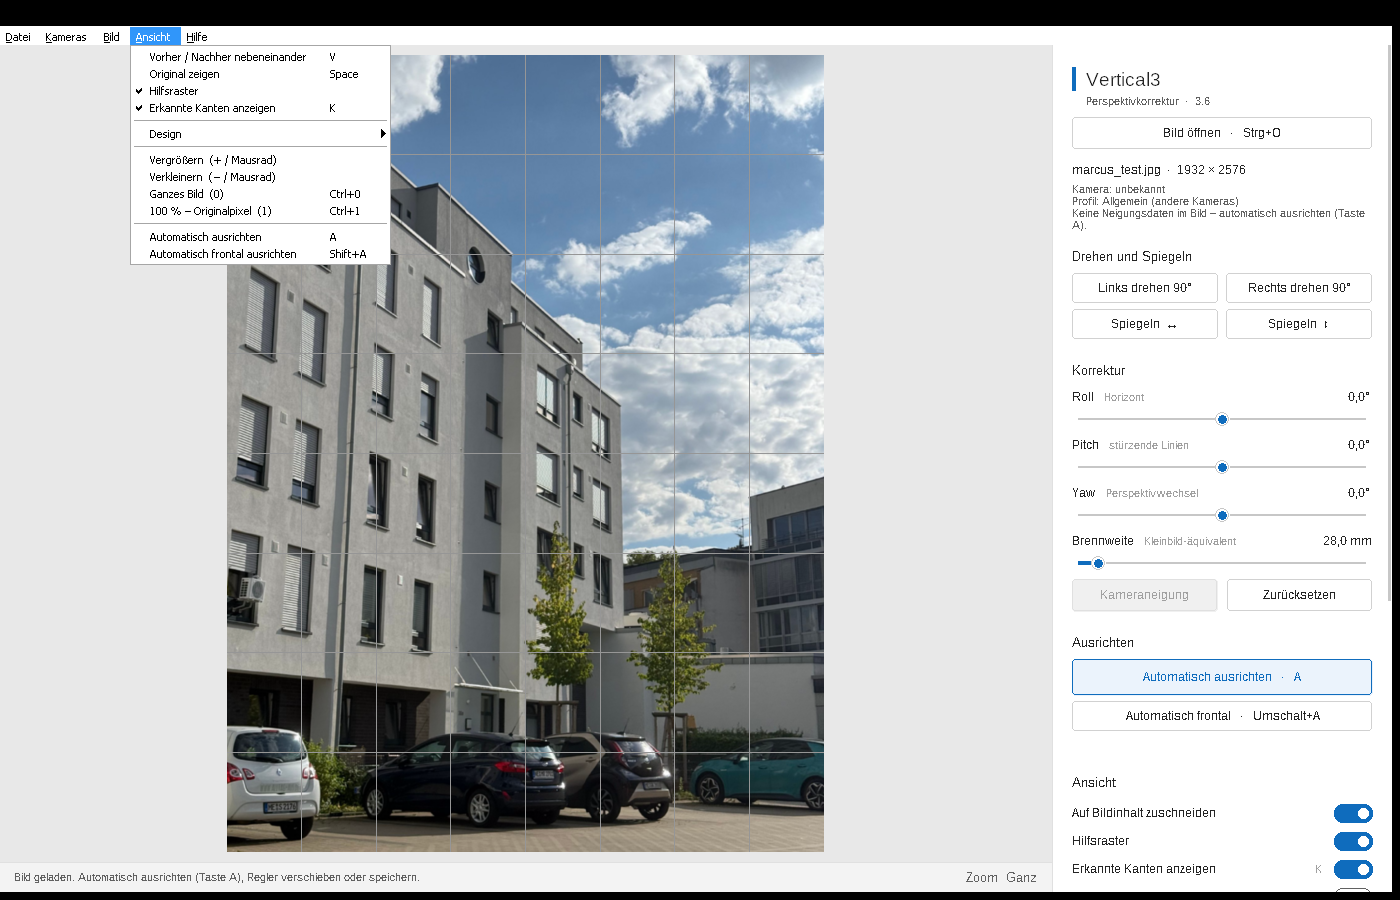 Datei Kameras Bild Ansicht Hilfe
Vorher / Nachher nebeneinander V
Original zeigen Space
Hilfsraster
Erkannte Kanten anzeigen K
Design
Vergrößern (+ / Mausrad)
Verkleinern (− / Mausrad)
Ganzes Bild (0) Ctrl+0
100 % – Originalpixel (1) Ctrl+1
Automatisch ausrichten A
Automatisch frontal ausrichten Shift+A
Vertical3
Perspektivkorrektur · 3.6
Bild öffnen · Strg+O
marcus_test.jpg · 1932 × 2576
Kamera: unbekannt
Profil: Allgemein (andere Kameras)
Keine Neigungsdaten im Bild – automatisch ausrichten (Taste
A).
Drehen und Spiegeln
Links drehen 90° Rechts drehen 90°
Spiegeln ↔ Spiegeln ↕
Korrektur
Roll Horizont 0,0°
Pitch stürzende Linien 0,0°
Yaw Perspektivwechsel 0,0°
Brennweite Kleinbild-äquivalent 28,0 mm
Kameraneigung Zurücksetzen
Ausrichten
Automatisch ausrichten · A
Automatisch frontal · Umschalt+A
Ansicht
Auf Bildinhalt zuschneiden
Hilfsraster
Erkannte Kanten anzeigen K
Bild geladen. Automatisch ausrichten (Taste A), Regler verschieben oder speichern.
Zoom Ganz